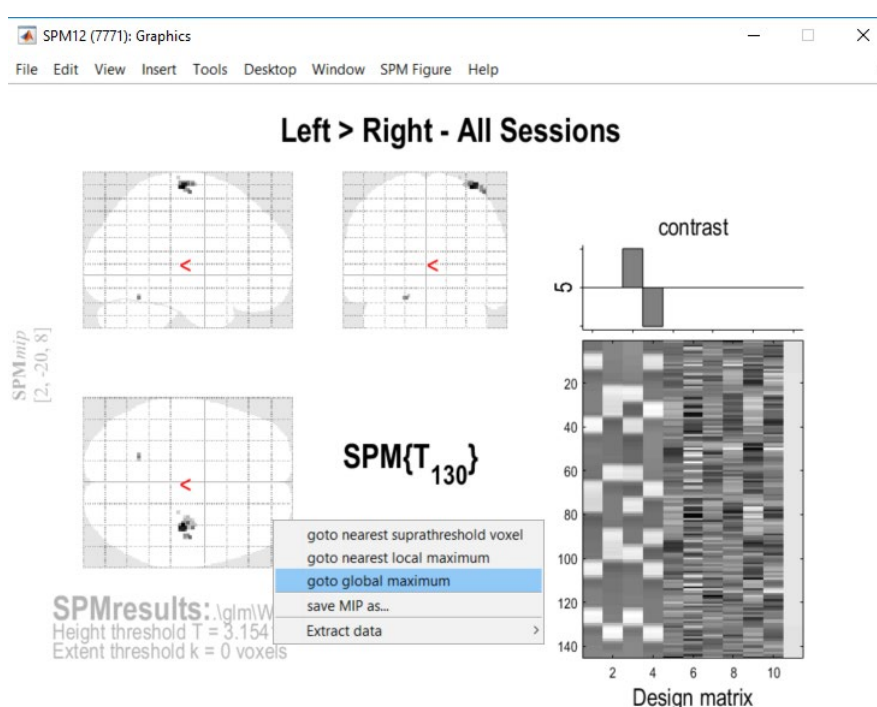 SPM12 (7771): Graphics
File Edit View Insert Tools Desktop Window SPM Figure Help
Left > Right - All Sessions
SPMmip
[2, -20, 8]
<
<
<
SPM{T130}
contrast
5
goto nearest suprathreshold voxel
goto nearest local maximum
goto global maximum
save MIP as...
Extract data >
SPMresults: .\glm\W
Height threshold T = 3.154
Extent threshold k = 0 voxels
20
40
60
80
100
120
140
2 4 6 8 10
Design matrix